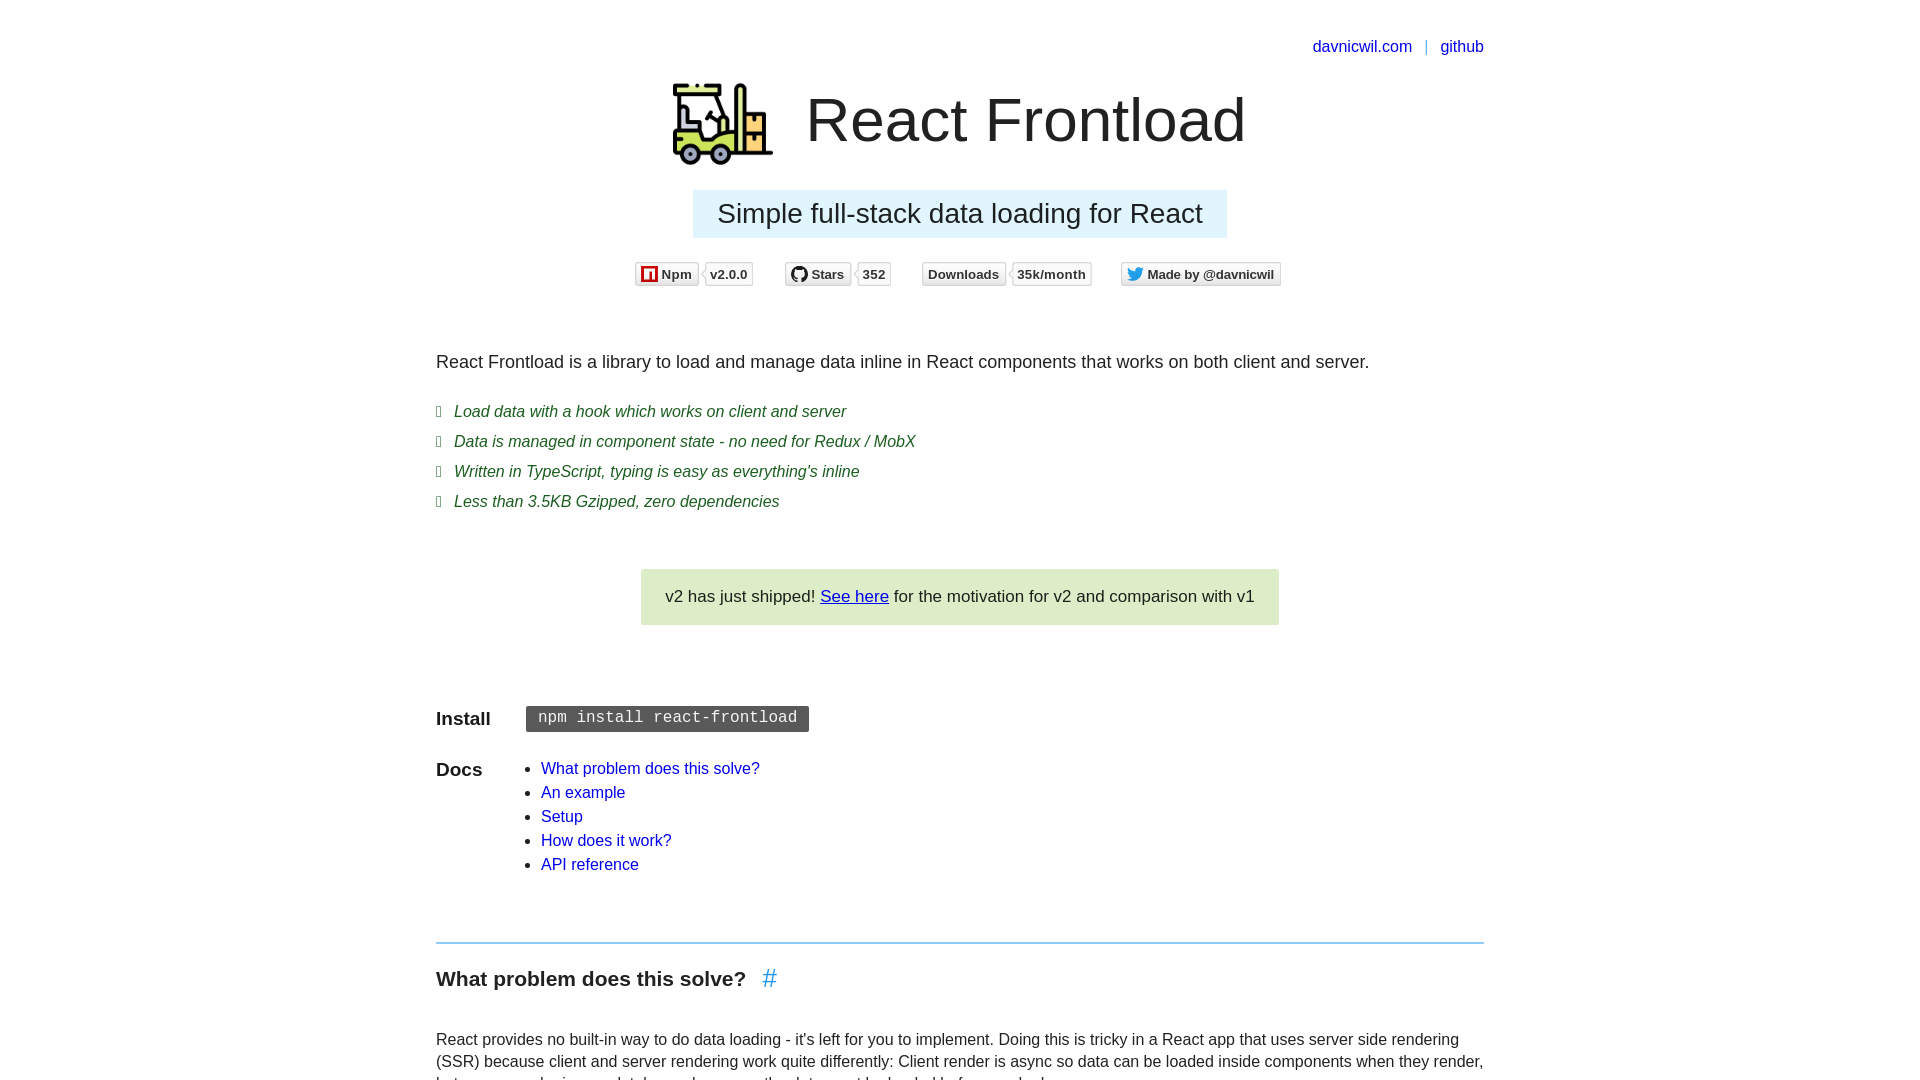 davnicwil.com | github
React Frontload
Simple full-stack data loading for React
Npm v2.0.0 Stars 352 Downloads 35k/month Made by @davnicwil
React Frontload is a library to load and manage data inline in React components that works on both client and server.
Load data with a hook which works on client and server
Data is managed in component state - no need for Redux / MobX
Written in TypeScript, typing is easy as everything's inline
Less than 3.5KB Gzipped, zero dependencies
v2 has just shipped! See here for the motivation for v2 and comparison with v1
Install npm install react-frontload
Docs
• What problem does this solve?
• An example
• Setup
• How does it work?
• API reference
What problem does this solve? #
React provides no built-in way to do data loading - it's left for you to implement. Doing this is tricky in a React app that uses server side rendering
(SSR) because client and server rendering work quite differently: Client render is async so data can be loaded inside components when they render,